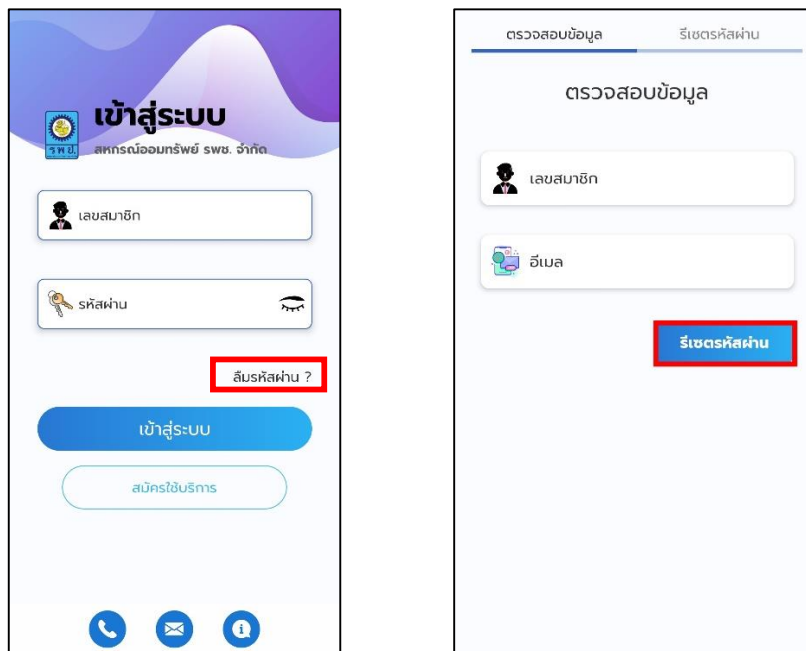 เข้าสู่ระบบ
รพช.
สหกรณ์ออมทรัพย์ รพช. จำกัด
เลขสมาชิก
รหัสผ่าน
ลืมรหัสผ่าน ?
เข้าสู่ระบบ
สมัครใช้บริการ
ตรวจสอบข้อมูล
รีเซตรหัสผ่าน
ตรวจสอบข้อมูล
เลขสมาชิก
อีเมล
รีเซตรหัสผ่าน